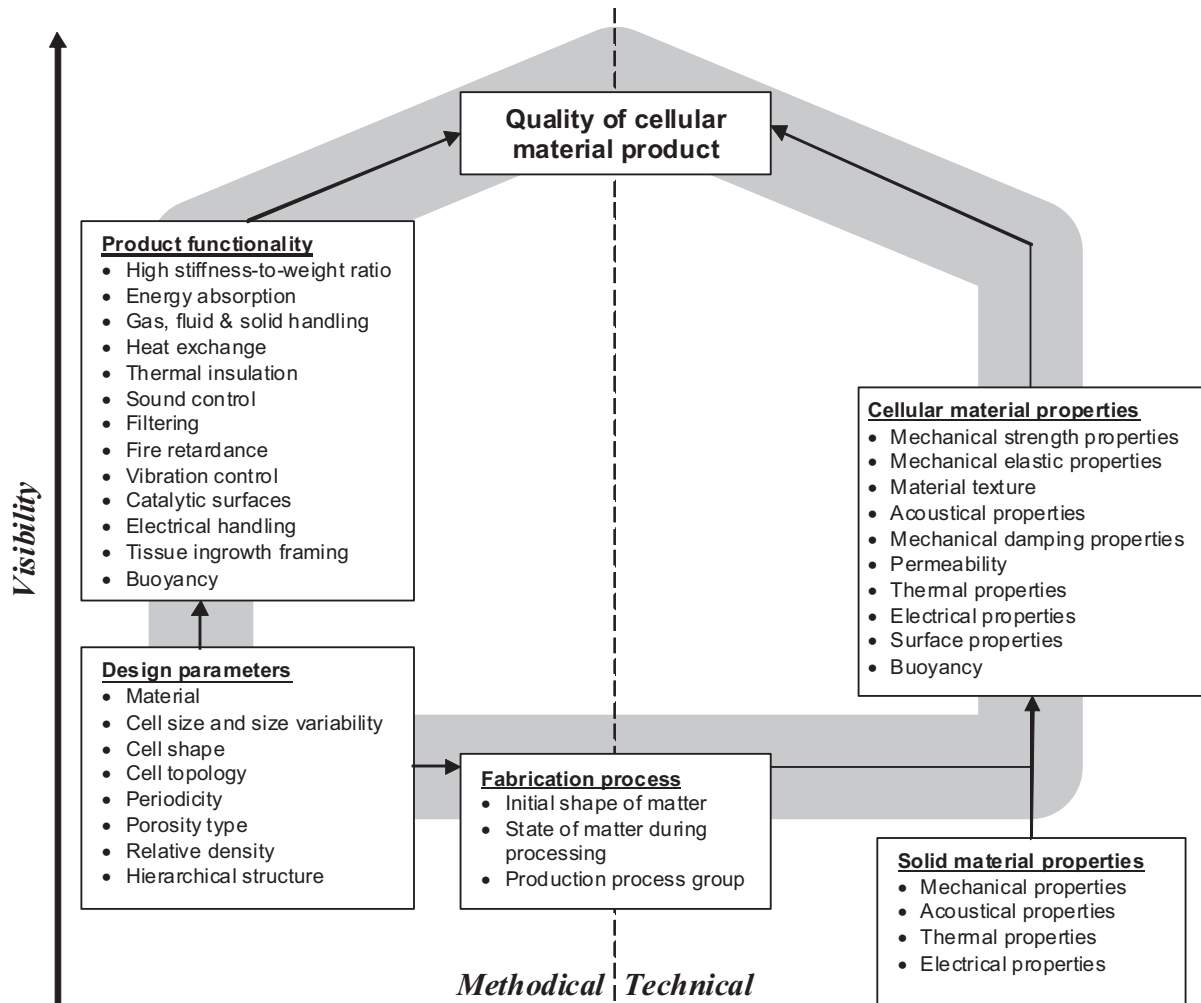 Quality of cellular
material product
Product functionality
• High stiffness-to-weight ratio
• Energy absorption
• Gas, fluid & solid handling
• Heat exchange
• Thermal insulation
• Sound control
• Filtering
• Fire retardance
• Vibration control
• Catalytic surfaces
• Electrical handling
• Tissue ingrowth framing
• Buoyancy
Cellular material properties
• Mechanical strength properties
• Mechanical elastic properties
• Material texture
• Acoustical properties
• Mechanical damping properties
• Permeability
• Thermal properties
• Electrical properties
• Surface properties
• Buoyancy
Visibility
Design parameters
• Material
• Cell size and size variability
• Cell shape
• Cell topology
• Periodicity
• Porosity type
• Relative density
• Hierarchical structure
Fabrication process
• Initial shape of matter
• State of matter during
processing
• Production process group
Solid material properties
• Mechanical properties
• Acoustical properties
• Thermal properties
• Electrical properties
Methodical Technical